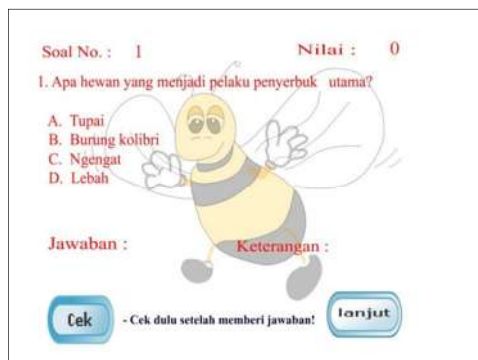 Soal No. : 1 Nilai : 0
1. Apa hewan yang menjadi pelaku penyerbuk utama?
A. Tupai
B. Burung kolibri
C. Ngengat
D. Lebah
Jawaban : Keterangan :
Cek - Cek dulu setelah memberi jawaban! lanjut